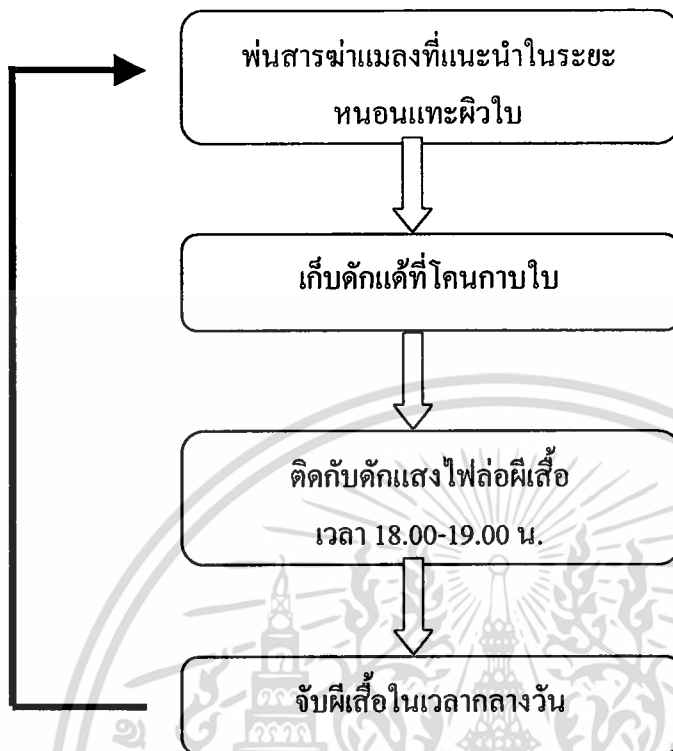 พ่นสารฆ่าแมลงที่แนะนำในระยะ
หนอนแทะผิวใบ
เก็บดักแด้ที่โคนกาบใบ
ติดกับดักแสงไฟล่อผีเสื้อ
เวลา 18.00-19.00 น.
จับผีเสื้อในเวลากลางวัน